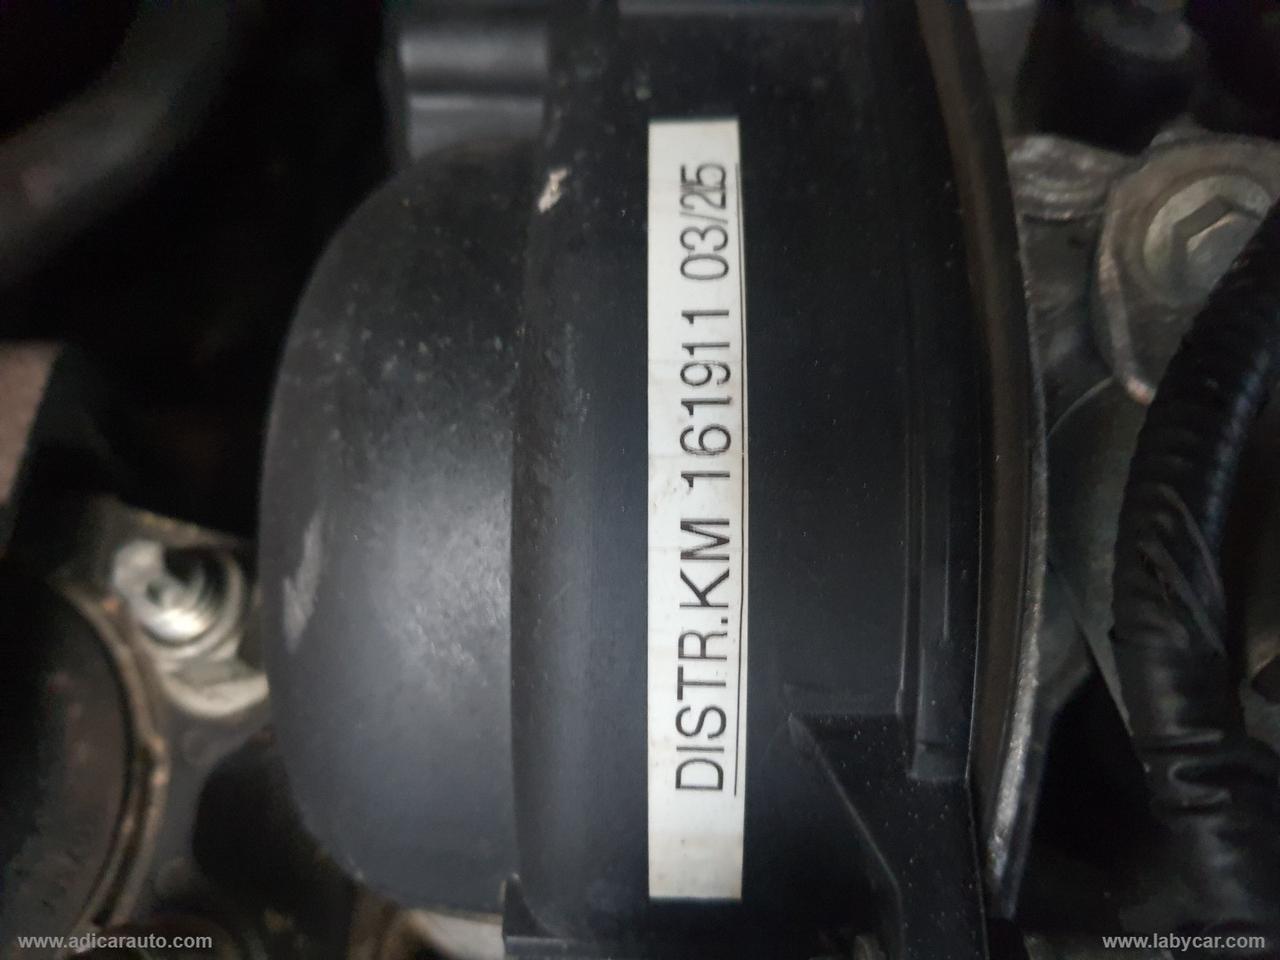 DISTR.KM 161911 03/25
www.adicarauto.com
www.labycar.com